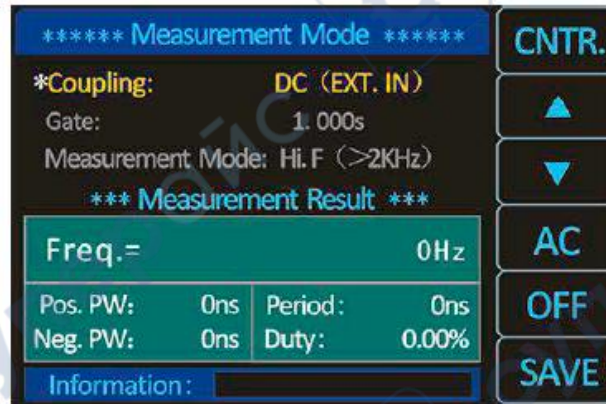 ****** Measurement Mode ******
CNTR.
*Coupling: DC (EXT. IN)
Gate: 1.000s
Measurement Mode: Hi.F (>2KHz)
*** Measurement Result ***
Freq.= 0Hz
Pos. PW: 0ns Period: 0ns
Neg. PW: 0ns Duty: 0.00%
Information:
▲
▼
AC
OFF
SAVE